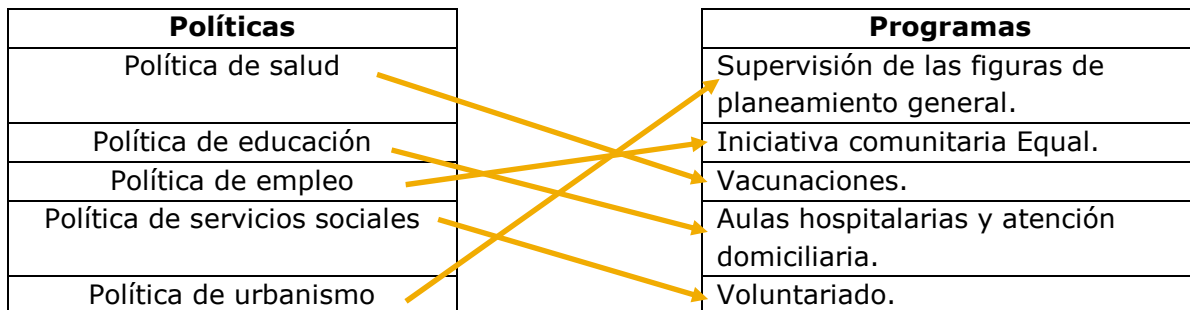 Políticas
Política de salud
Política de educación
Política de empleo
Política de servicios sociales
Política de urbanismo
Programas
Supervisión de las figuras de
planeamiento general.
Iniciativa comunitaria Equal.
Vacunaciones.
Aulas hospitalarias y atención
domiciliaria.
Voluntariado.